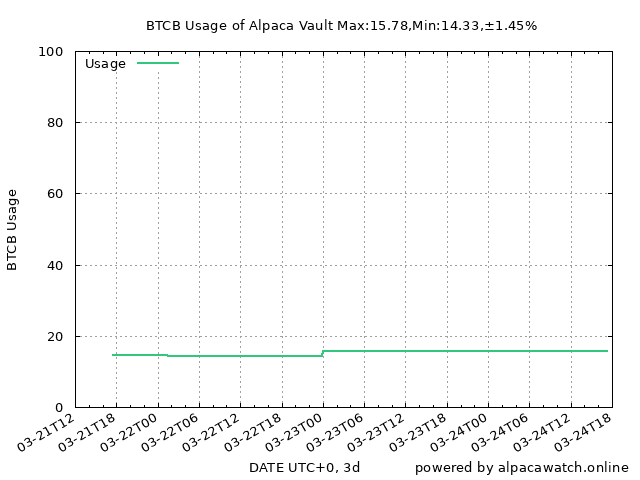 BTCB Usage of Alpaca Vault Max:15.78,Min:14.33,±1.45%
Usage
100
80
60
40
20
0
BTCB Usage
03-21T12
03-21T18
03-22T00
03-22T06
03-22T12
03-22T18
03-23T00
03-23T06
03-23T12
03-23T18
03-24T00
03-24T06
03-24T12
03-24T18
DATE UTC+0, 3d
powered by alpacawatch.online